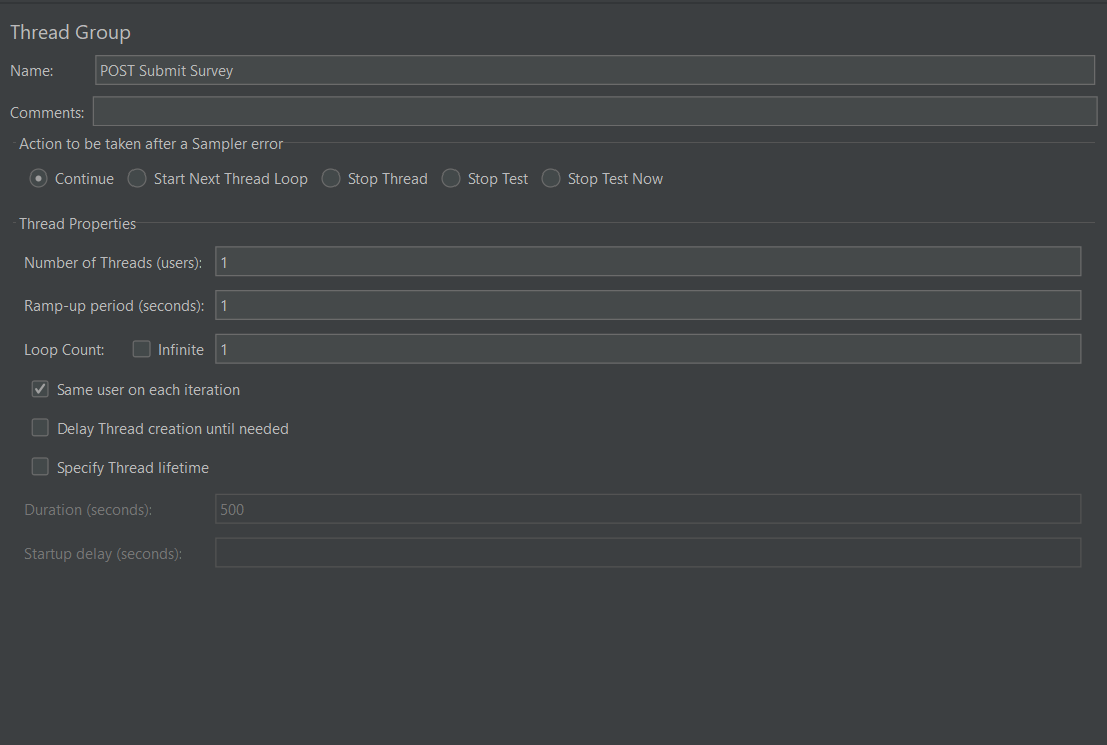 Thread Group
Name: POST Submit Survey
Comments:
Action to be taken after a Sampler error
Continue Start Next Thread Loop Stop Thread Stop Test Stop Test Now
Thread Properties
Number of Threads (users): 1
Ramp-up period (seconds): 1
Loop Count: Infinite 1
Same user on each iteration
Delay Thread creation until needed
Specify Thread lifetime
Duration (seconds): 500
Startup delay (seconds):